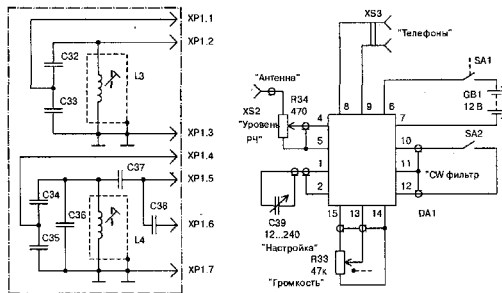 XP1.1
XP1.2
C32
L3
C33
XP1.3
XP1.4
C37
XP1.5
C34
C36
C38
XP1.6
C35
L4
XP1.7
XS3
"Телефоны"
"Антенна"
SA1
R34
470
XS2
"Уровень
РЧ"
GB1
12 В
8
9
6
4
7
5
10
SA2
1
11
"CW фильтр
2
12
C39
12...240
15
13
14
DA1
"Настройка"
R33
47к
"Громкость"